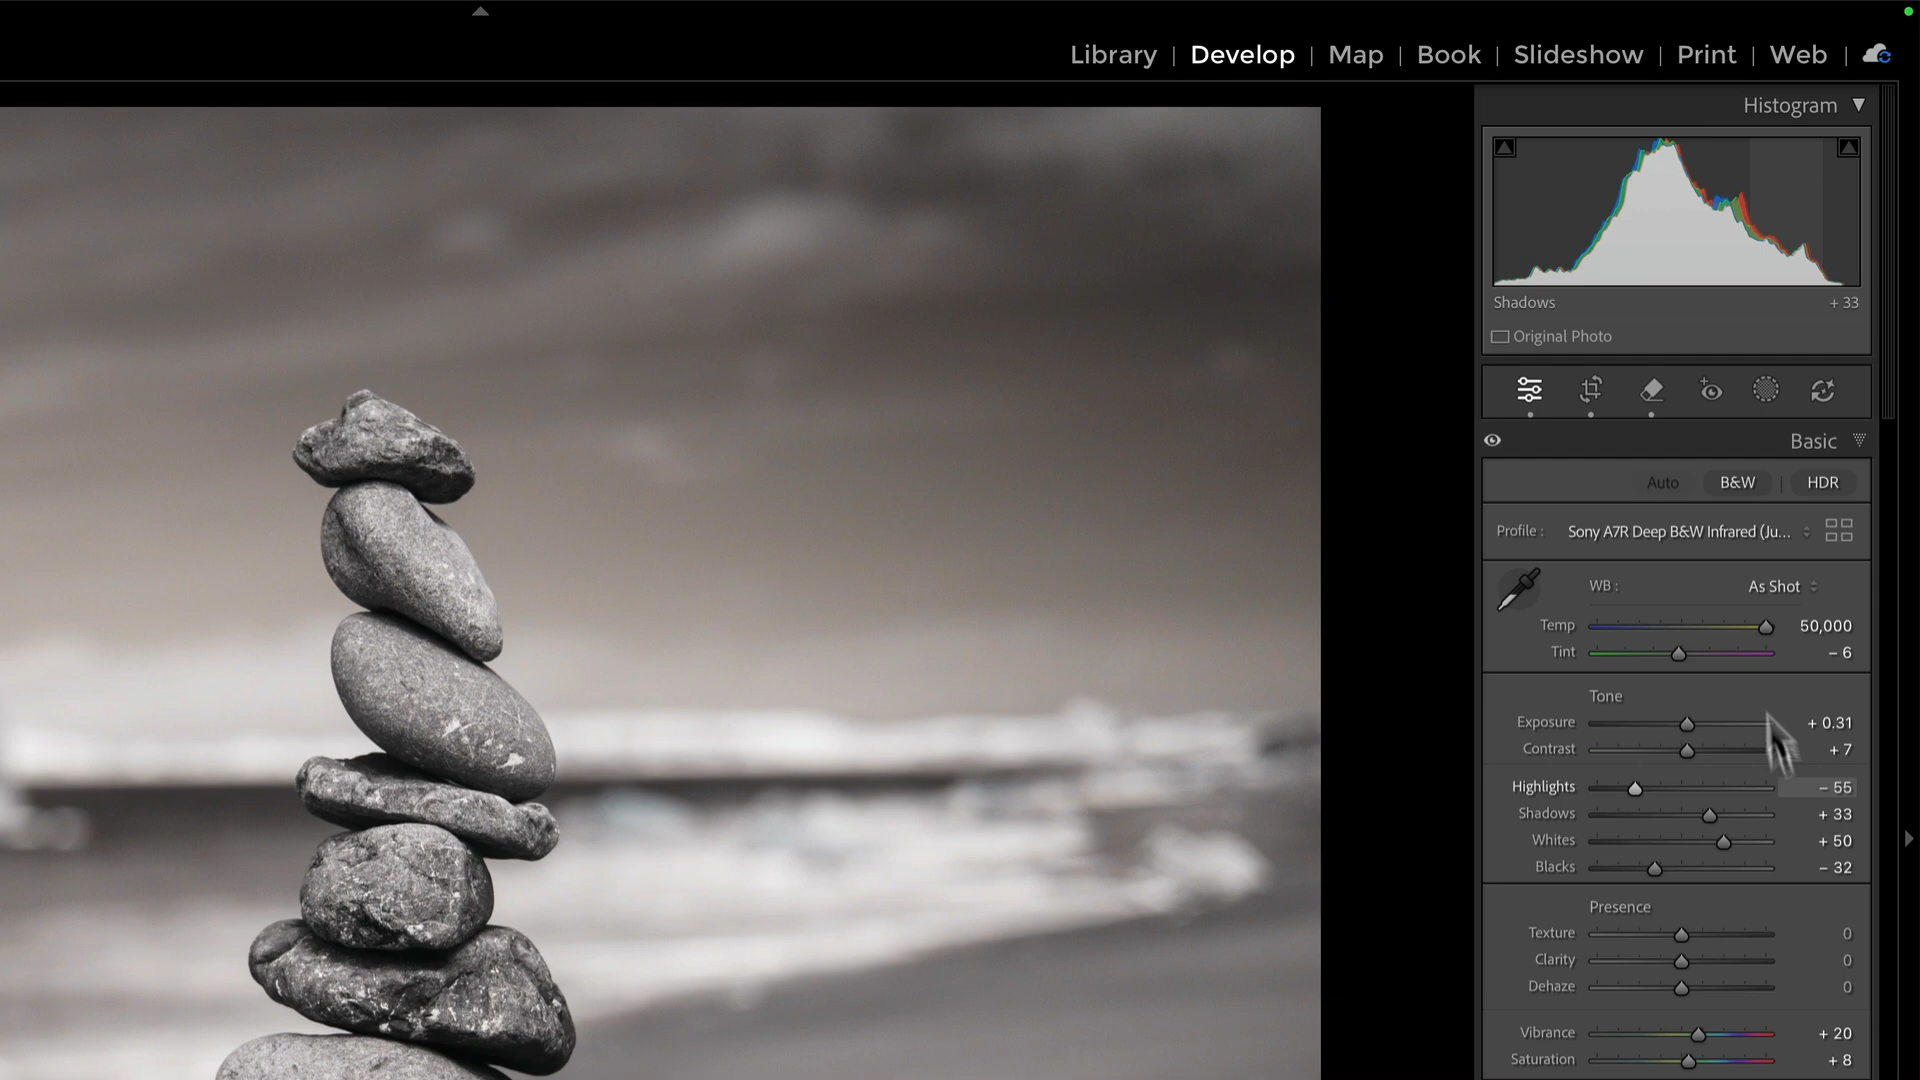 Library | Develop | Map | Book | Slideshow | Print | Web |
Histogram
Shadows + 33
Original Photo
Basic
Auto B&W | HDR
Profile : Sony A7R Deep B&W Infrared (Ju...
WB : As Shot
Temp 50,000
Tint – 6
Tone
Exposure + 0.31
Contrast + 7
Highlights – 55
Shadows + 33
Whites + 50
Blacks – 32
Presence
Texture 0
Clarity 0
Dehaze 0
Vibrance + 20
Saturation + 8